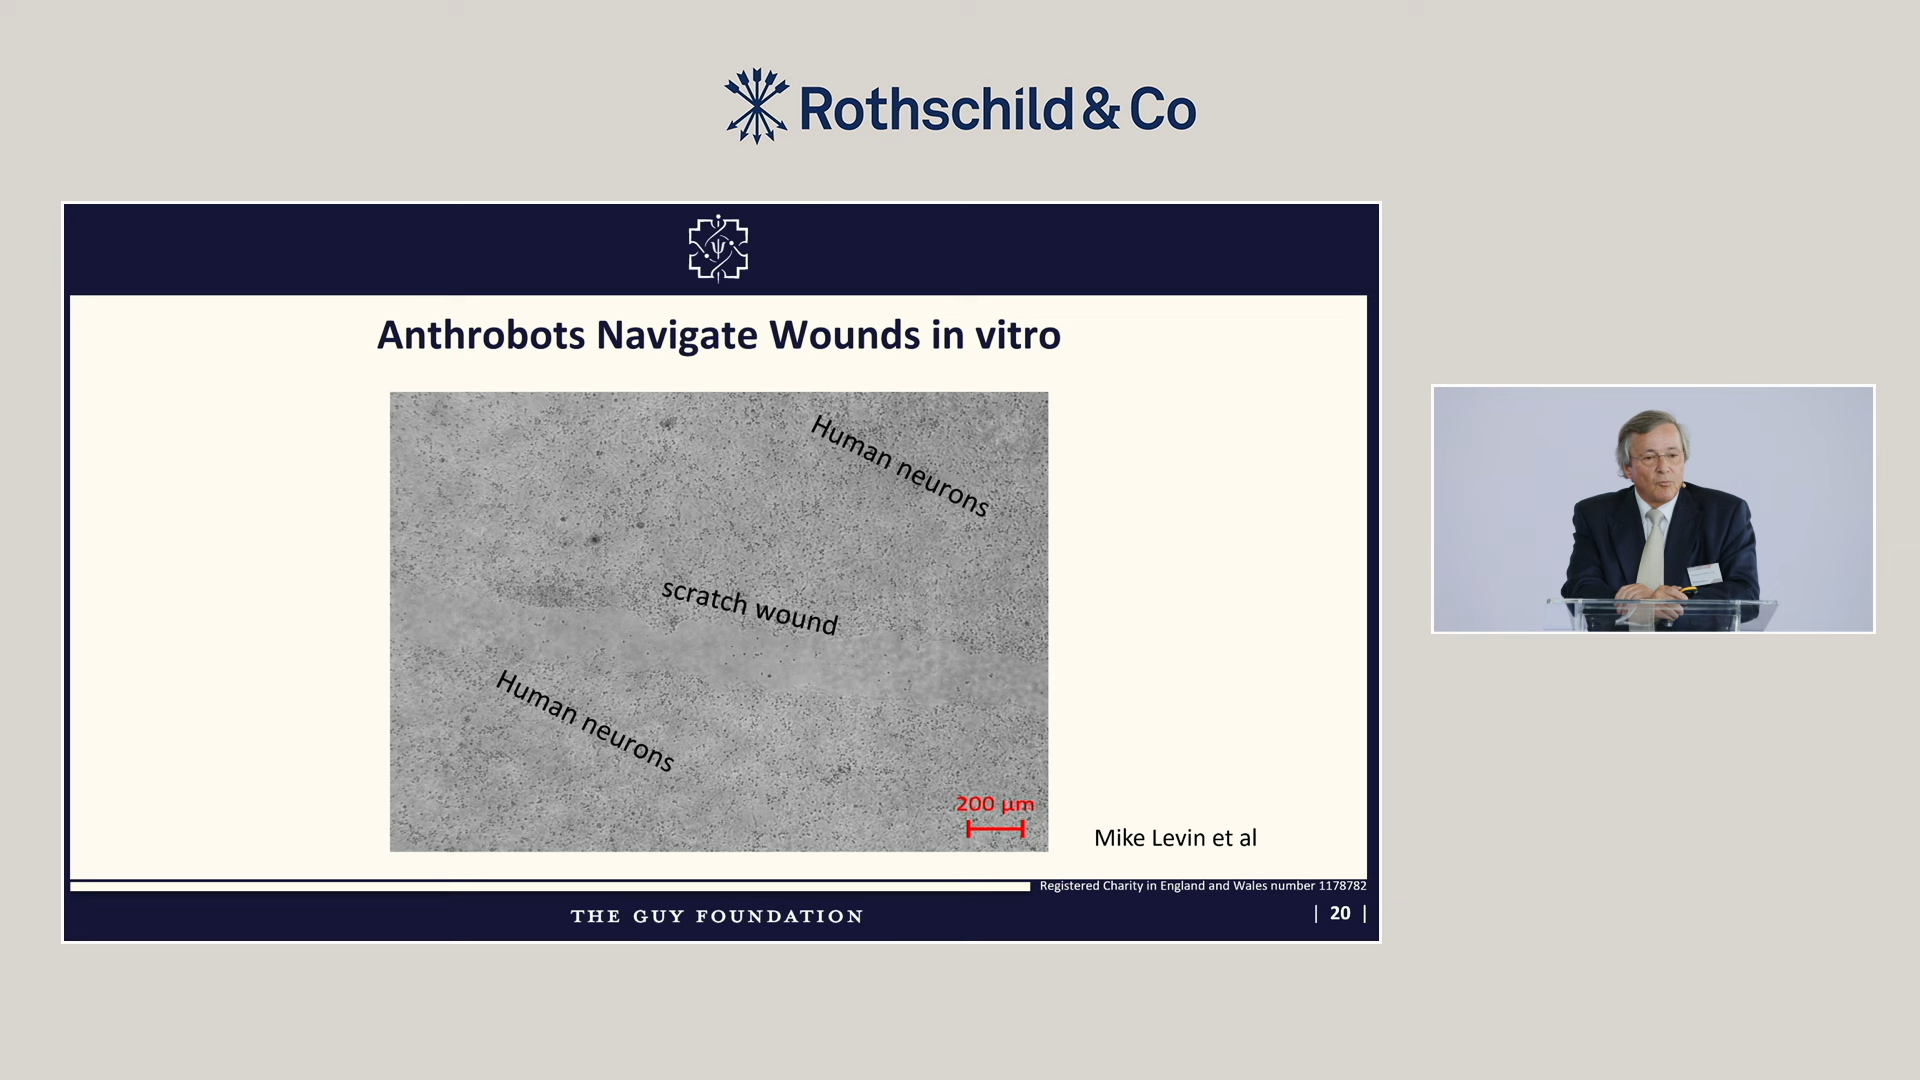 Rothschild & Co
Anthrobots Navigate Wounds in vitro
Human neurons
scratch wound
Human neurons
200 µm
Mike Levin et al
Registered Charity in England and Wales number 1178782
THE GUY FOUNDATION
| 20 |